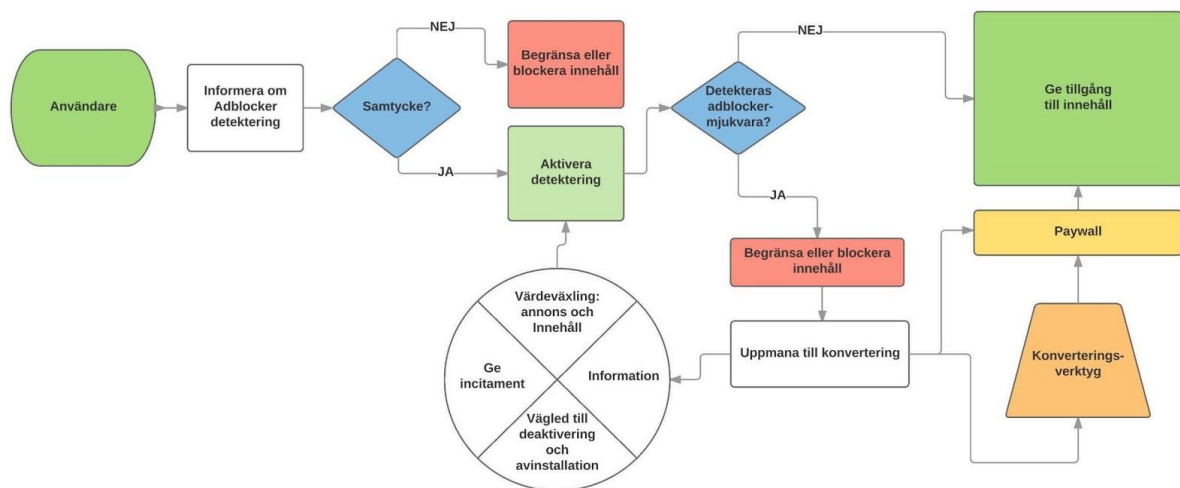 Användare
Informera om
Adblocker
detektering
Samtycke?
NEJ
Begränsa eller
blockera innehåll
JA
Aktivera
detektering
Detekteras
adblocker-
mjukvara?
NEJ
Ge tillgång
till innehåll
JA
Begränsa eller blockera
innehåll
Paywall
Uppmana till konvertering
Konverterings-
verktyg
Värdeväxling:
annons och
Innehåll
Ge
incitament
Information
Vägled till
deaktivering
och
avinstallation